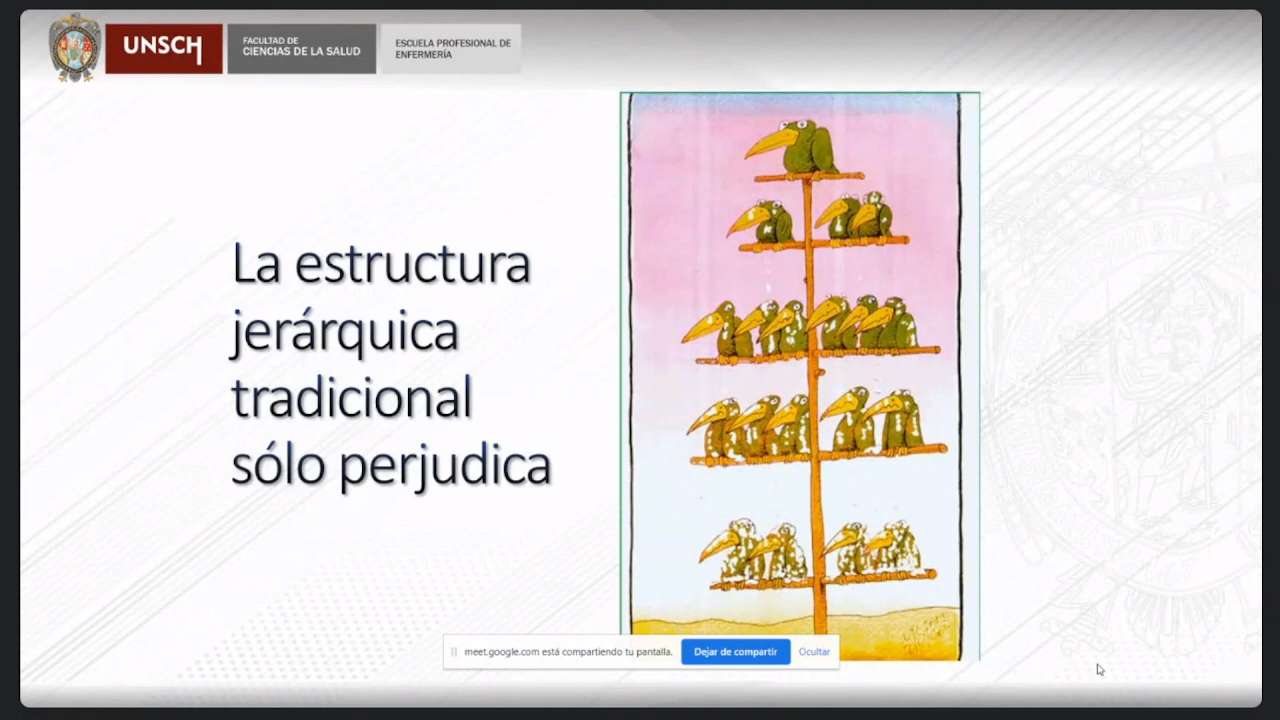 UNSCH
FACULTAD DE
CIENCIAS DE LA SALUD
ESCUELA PROFESIONAL DE
ENFERMERÍA
La estructura
jerárquica
tradicional
sólo perjudica
meet.google.com está compartiendo tu pantalla.
Dejar de compartir
Ocultar